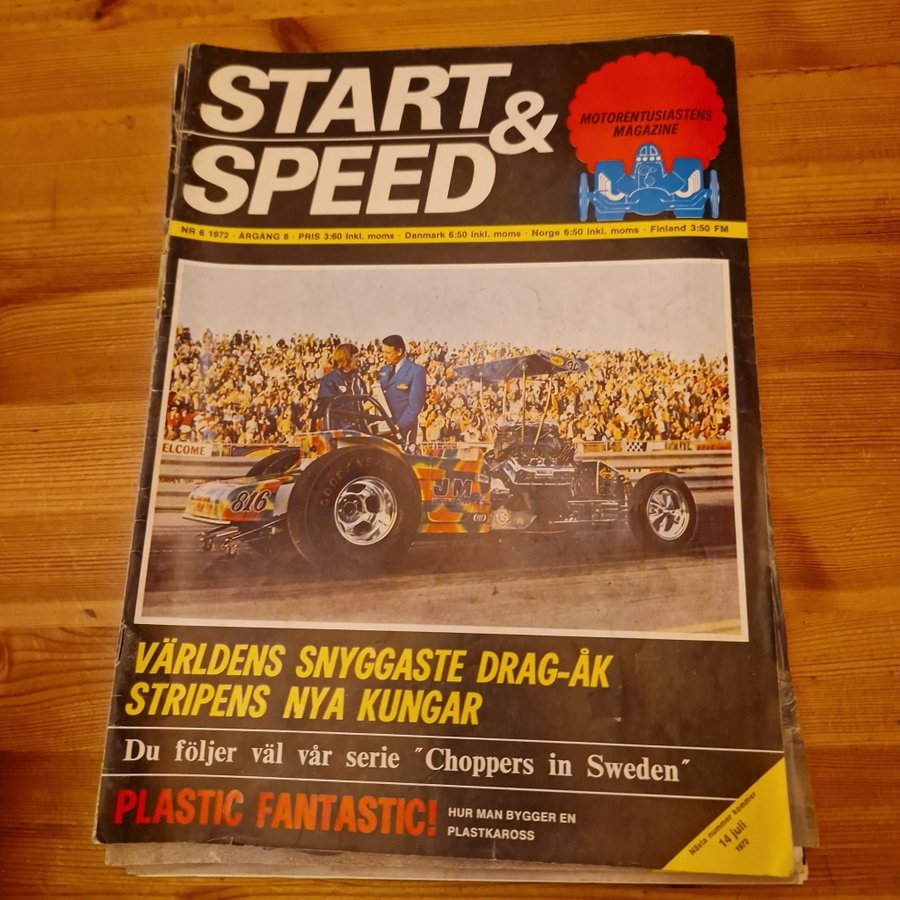 START &
SPEED
MOTORENTUSIASTENS
MAGAZINE
NR 6 1972 · ÅRGÅNG 8 · PRIS 3:60 inkl. moms · Danmark 6:50 inkl. moms · Norge 6:50 inkl. moms · Finland 3:50 FM
STP
ELCOME
816
JM
VÄRLDENS SNYGGASTE DRAG-ÅK
STRIPENS NYA KUNGAR
Du följer väl vår serie "Choppers in Sweden"
PLASTIC FANTASTIC!
HUR MAN BYGGER EN
PLASTKAROSS
Nästa nummer kommer
14 juli
1972